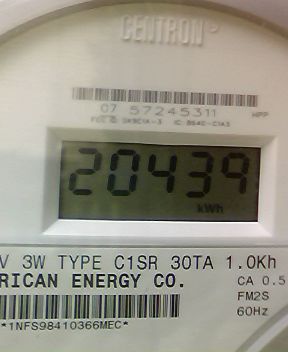 CENTRON
07 57245311 HPP
20439
kWh
V 3W TYPE C1SR 30TA 1.0Kh
RICAN ENERGY CO. CA 0.5
FM2S
*1NFS98410366MEC* 60Hz